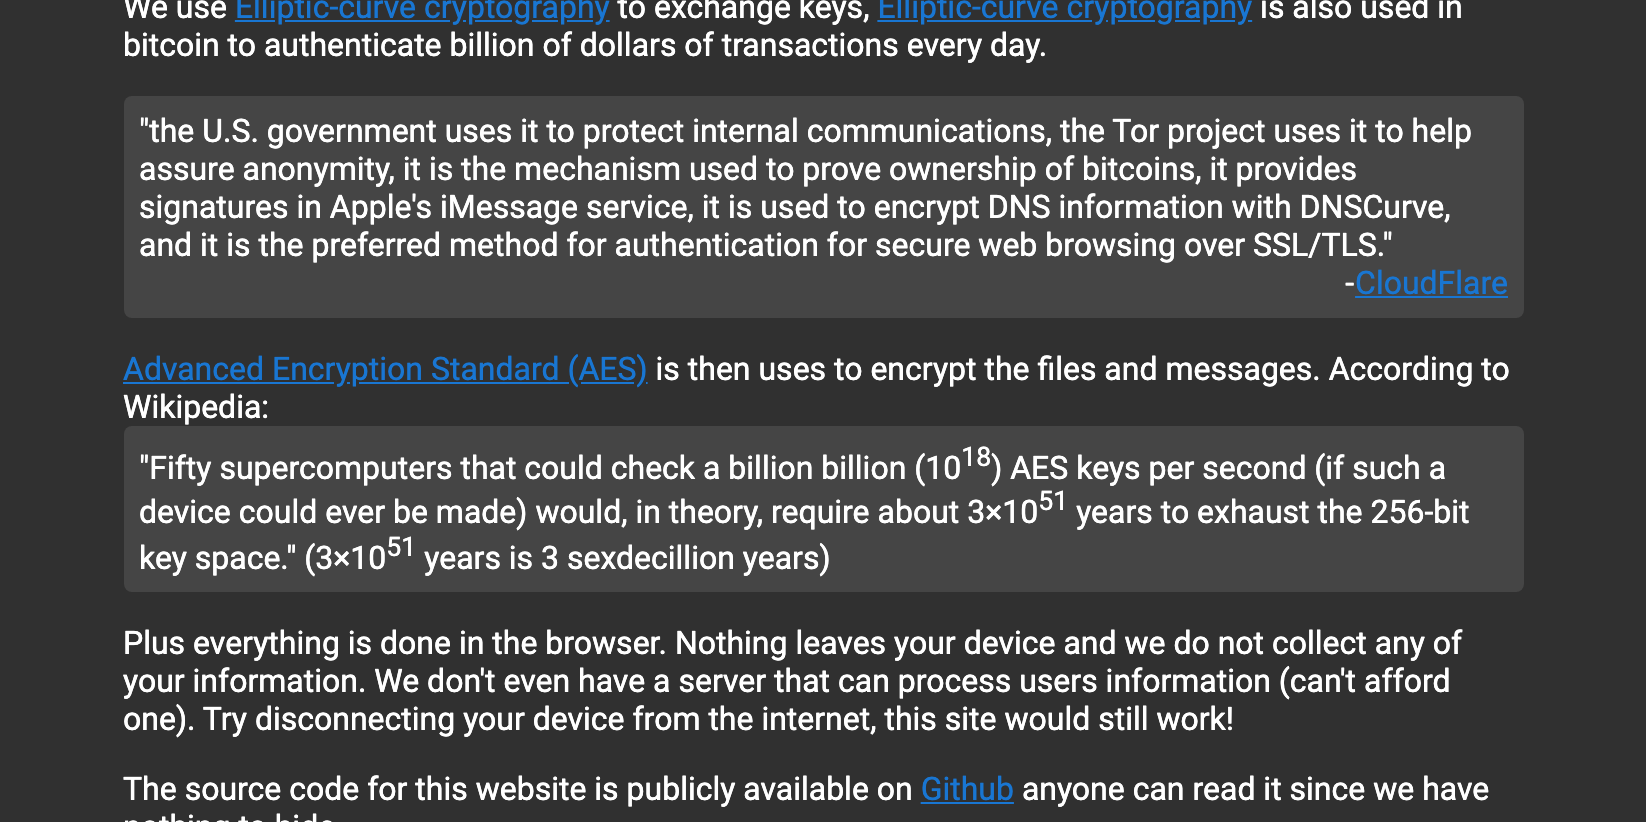 We use Elliptic-curve cryptography to exchange keys, Elliptic-curve cryptography is also used in
bitcoin to authenticate billion of dollars of transactions every day.
"the U.S. government uses it to protect internal communications, the Tor project uses it to help
assure anonymity, it is the mechanism used to prove ownership of bitcoins, it provides
signatures in Apple's iMessage service, it is used to encrypt DNS information with DNSCurve,
and it is the preferred method for authentication for secure web browsing over SSL/TLS."
-CloudFlare
Advanced Encryption Standard (AES) is then uses to encrypt the files and messages. According to
Wikipedia:
"Fifty supercomputers that could check a billion billion (10¹⁸) AES keys per second (if such a
device could ever be made) would, in theory, require about 3×10⁵¹ years to exhaust the 256-bit
key space." (3×10⁵¹ years is 3 sexdecillion years)
Plus everything is done in the browser. Nothing leaves your device and we do not collect any of
your information. We don't even have a server that can process users information (can't afford
one). Try disconnecting your device from the internet, this site would still work!
The source code for this website is publicly available on Github anyone can read it since we have
nothing to hide